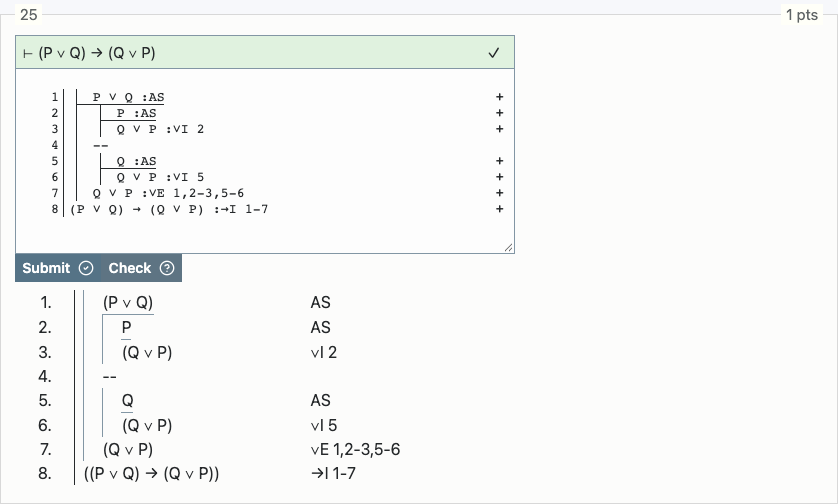 25 1 pts
⊢ (P ∨ Q) → (Q ∨ P) ✓
1 P ∨ Q :AS +
2 P :AS +
3 Q ∨ P :∨I 2 +
4 --
5 Q :AS +
6 Q ∨ P :∨I 5 +
7 Q ∨ P :∨E 1,2-3,5-6 +
8 (P ∨ Q) → (Q ∨ P) :→I 1-7 +
Submit Check ?
1. (P ∨ Q) AS
2. P AS
3. (Q ∨ P) ∨I 2
4. --
5. Q AS
6. (Q ∨ P) ∨I 5
7. (Q ∨ P) ∨E 1,2-3,5-6
8. ((P ∨ Q) → (Q ∨ P)) →I 1-7